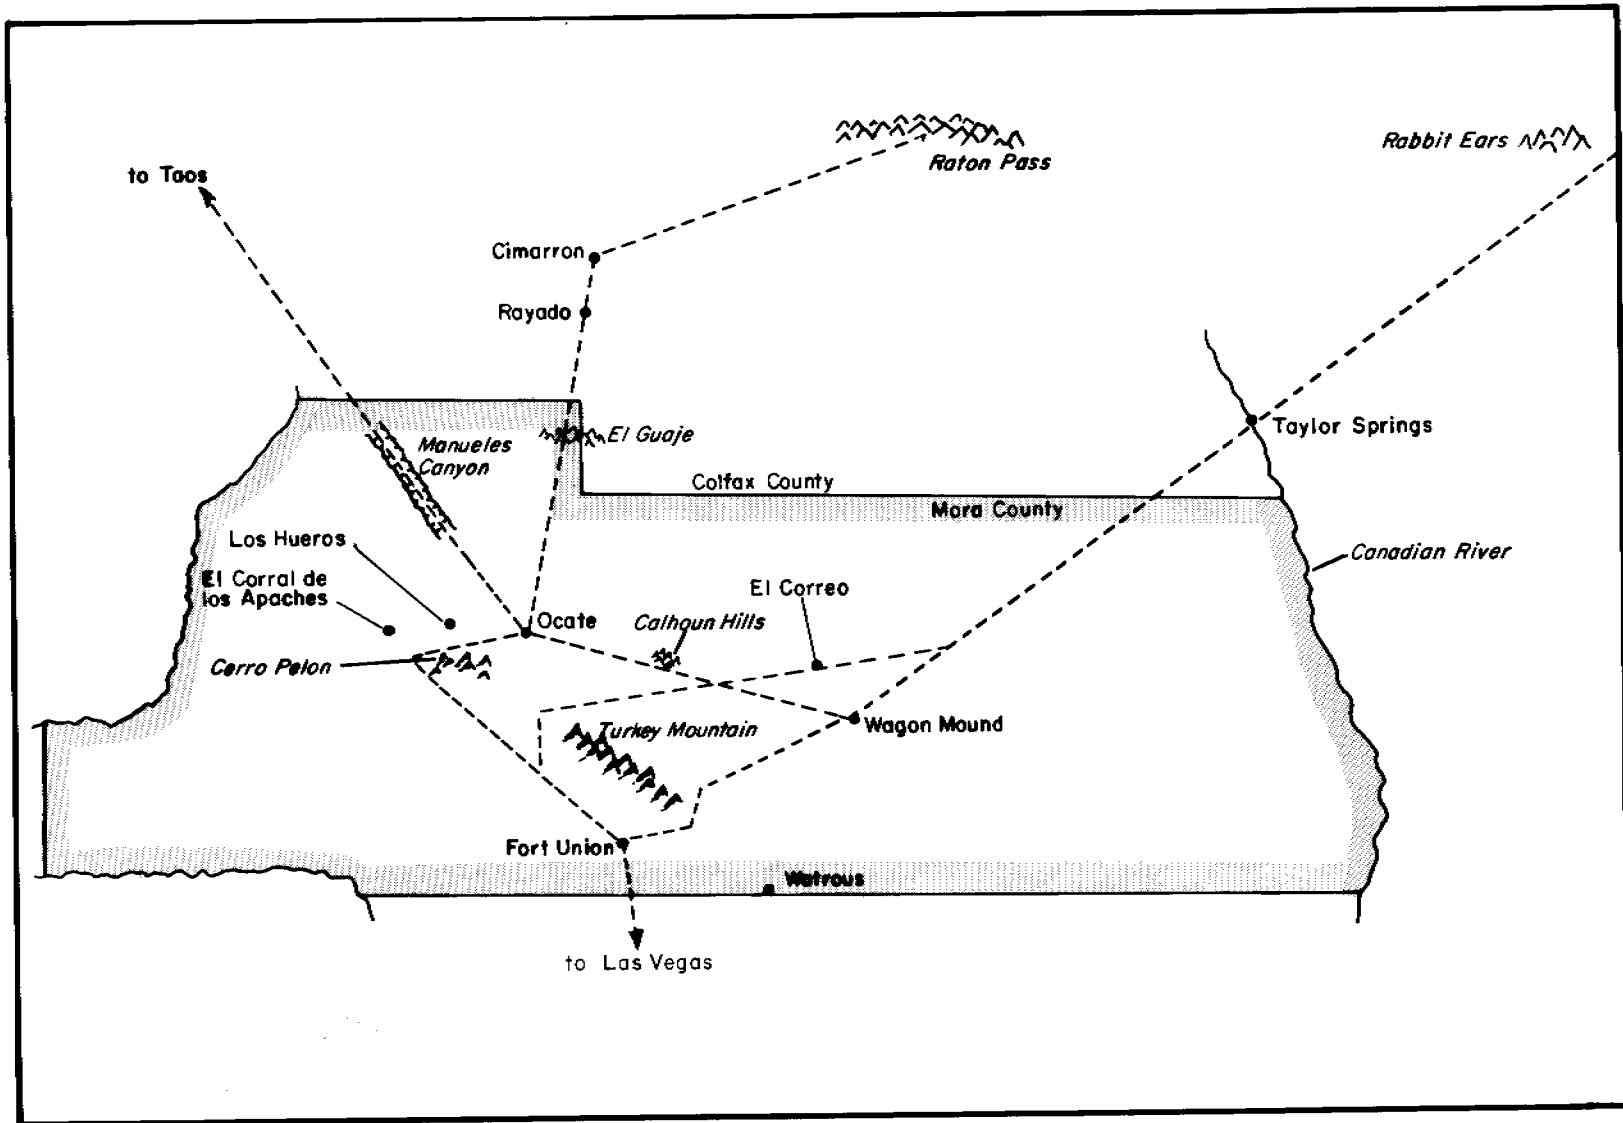 Rabbit Ears
Raton Pass
to Taos
Cimarron
Rayado
Taylor Springs
El Guaje
Manueles
Canyon
Colfax County
Mora County
Los Hueros
Canadian River
El Corral de
los Apaches
El Correo
Ocate
Calhoun Hills
Cerro Pelon
Turkey Mountain
Wagon Mound
Fort Union
Watrous
to Las Vegas